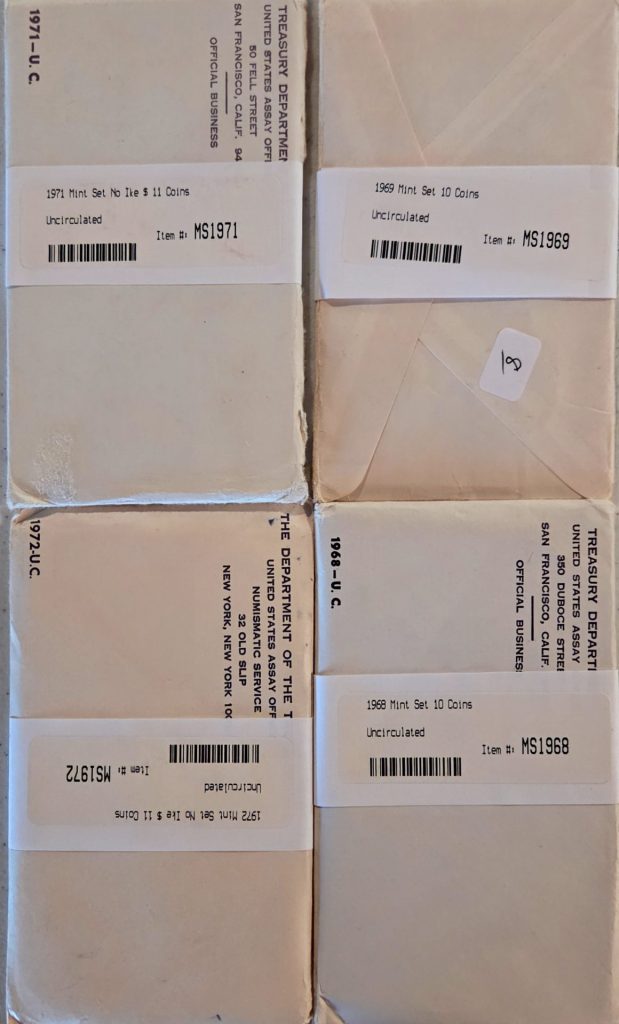 1971-U. C.
TREASURY DEPARTMEN
UNITED STATES ASSAY OFFI
SAN FRANCISCO, CALIF. 94
50 FELL STREET
OFFICIAL BUSINESS
1971 Mint Set No Ike $ 11 Coins
Uncirculated
Item #: MS1971
1969 Mint Set 10 Coins
Uncirculated
Item #: MS1969
8
1972-U.C.
THE DEPARTMENT OF THE T
UNITED STATES ASSAY OFF
NUMISMATIC SERVICE
32 OLD SLIP
NEW YORK, NEW YORK 100
1972 Mint Set No Ike $ 11 Coins
Uncirculated
Item #: MS1972
1968-U. C.
TREASURY DEPARTI
UNITED STATES ASSAY
350 DUBOCE STREE
SAN FRANCISCO, CALIF.
OFFICIAL BUSINESS
1968 Mint Set 10 Coins
Uncirculated
Item #: MS1968